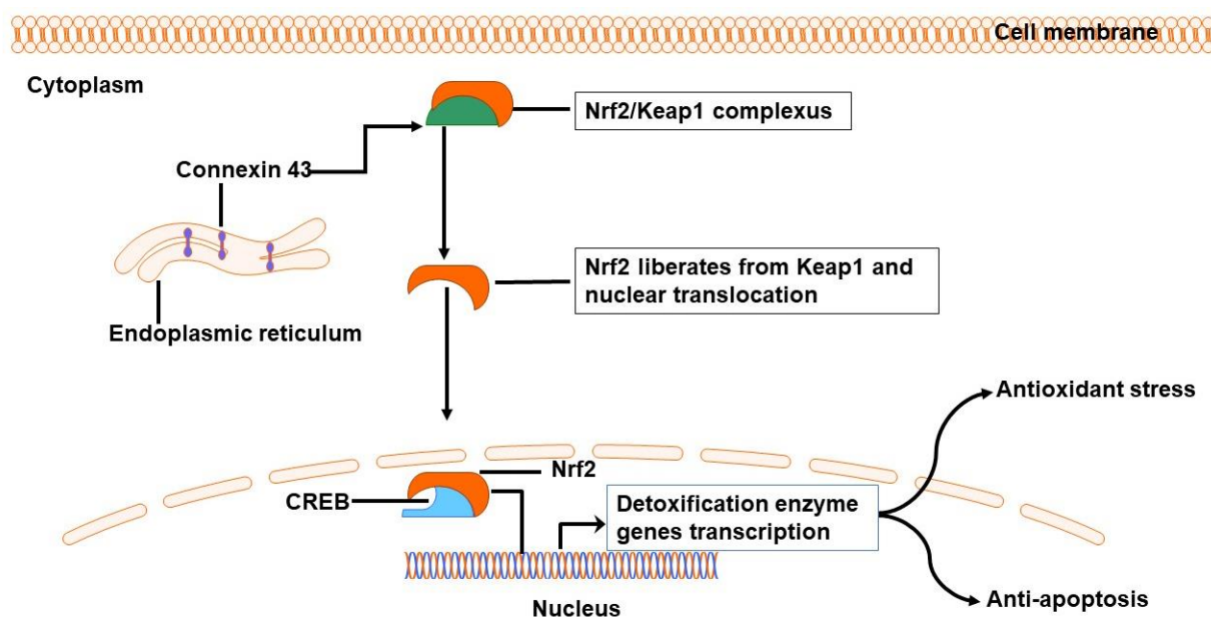 Cell membrane
Cytoplasm
Nrf2/Keap1 complexus
Connexin 43
Nrf2 liberates from Keap1 and
nuclear translocation
Endoplasmic reticulum
Antioxidant stress
Nrf2
CREB
Detoxification enzyme
genes transcription
Anti-apoptosis
Nucleus